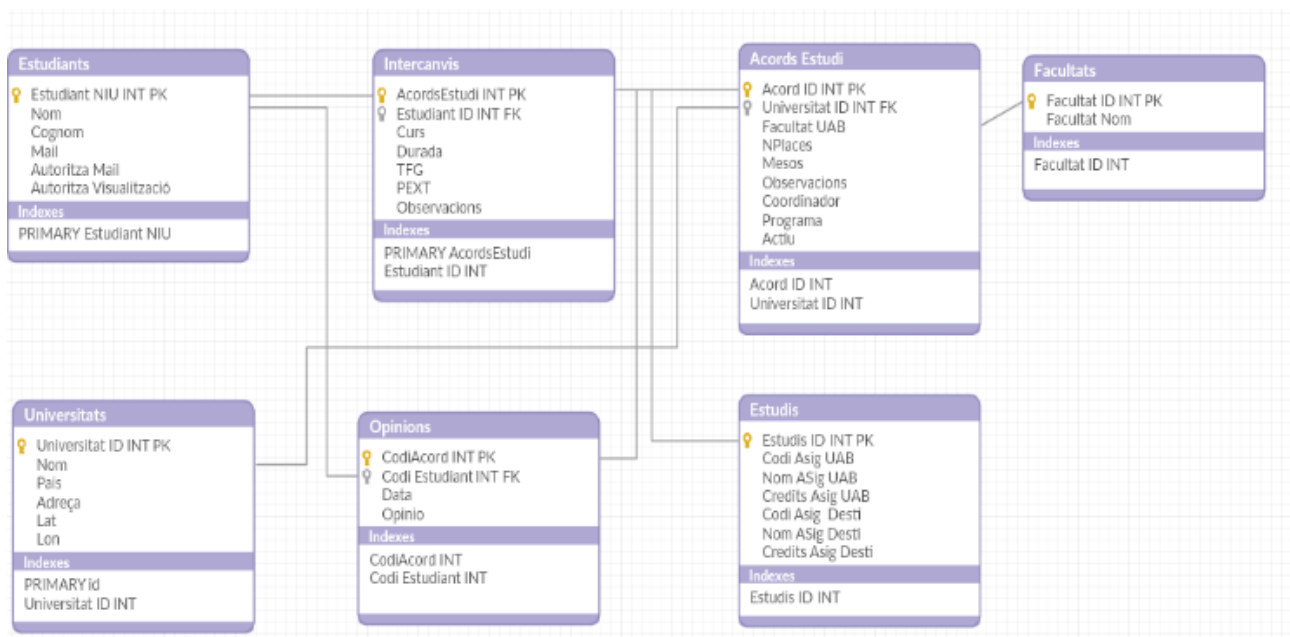 Estudiants
Estudiant NIU INT PK
Nom
Cognom
Mail
Autoritza Mail
Autoritza Visualització
Indexes
PRIMARY Estudiant NIU
Intercanvis
AcordsEstudi INT PK
Estudiant ID INT FK
Curs
Durada
TFG
PEXT
Observacions
Indexes
PRIMARY AcordsEstudi
Estudiant ID INT
Acords Estudi
Acord ID INT PK
Universitat ID INT FK
Facultat UAB
NPlaces
Mesos
Observacions
Coordinador
Programa
Actiu
Indexes
Acord ID INT
Universitat ID INT
Facultats
Facultat ID INT PK
Facultat Nom
Indexes
Facultat ID INT
Universitats
Universitat ID INT PK
Nom
Pais
Adreça
Lat
Lon
Indexes
PRIMARY id
Universitat ID INT
Opinions
CodiAcord INT PK
Codi Estudiant INT FK
Data
Opinio
Indexes
CodiAcord INT
Codi Estudiant INT
Estudis
Estudis ID INT PK
Codi Asig UAB
Nom ASig UAB
Credits Asig UAB
Codi Asig Desti
Nom ASig Desti
Credits Asig Desti
Indexes
Estudis ID INT